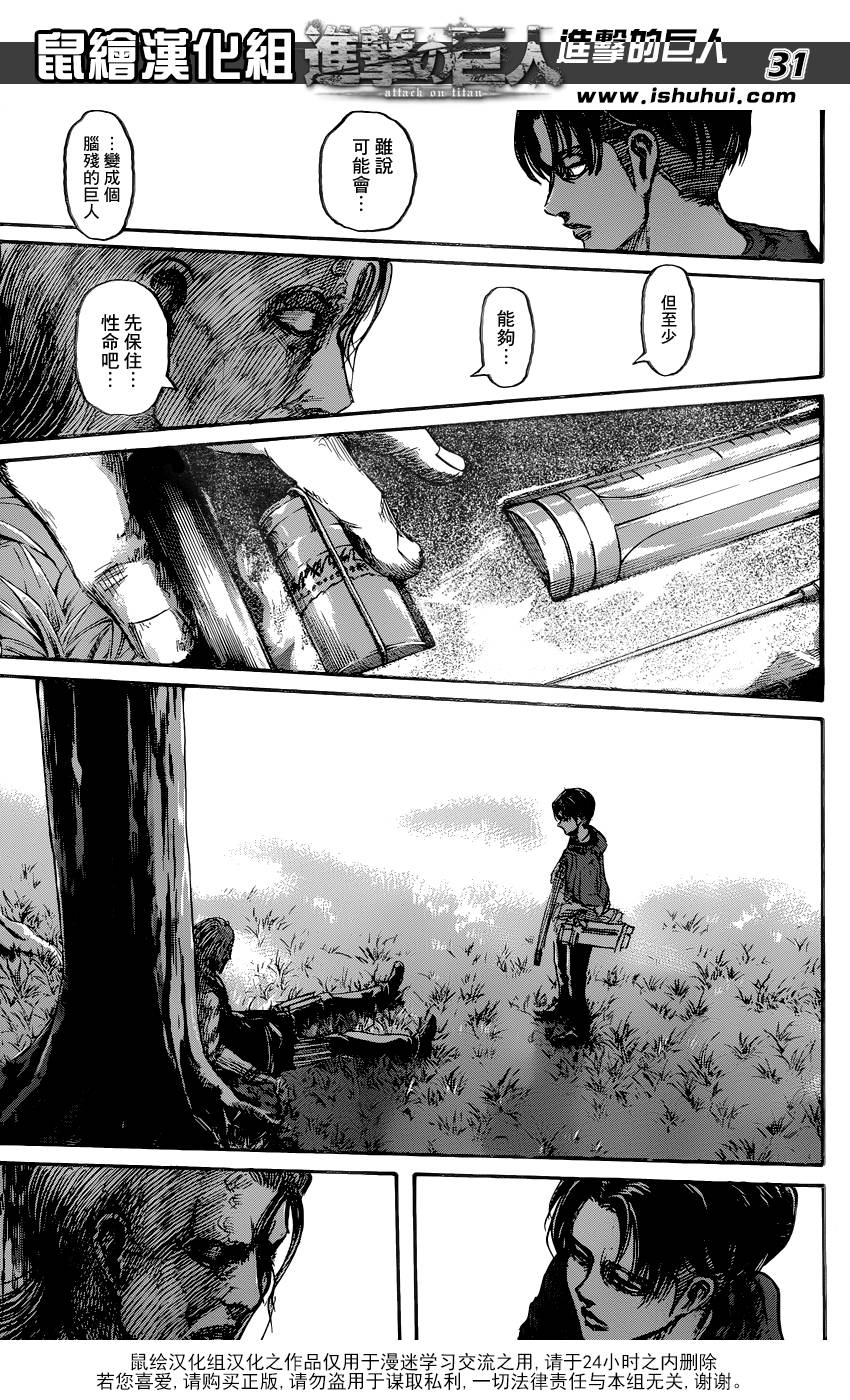 鼠繪漢化組
進撃の巨人
attack on titan
進擊的巨人
www.ishuhui.com
31
雖說
可能會…
…變成個
腦殘的巨人
但至少
能夠…
先保住…
性命吧…
鼠绘汉化组汉化之作品仅用于漫迷学习交流之用, 请于24小时之内删除
若您喜爱, 请购买正版, 请勿盗用于谋取私利, 一切法律责任与本组无关, 谢谢。